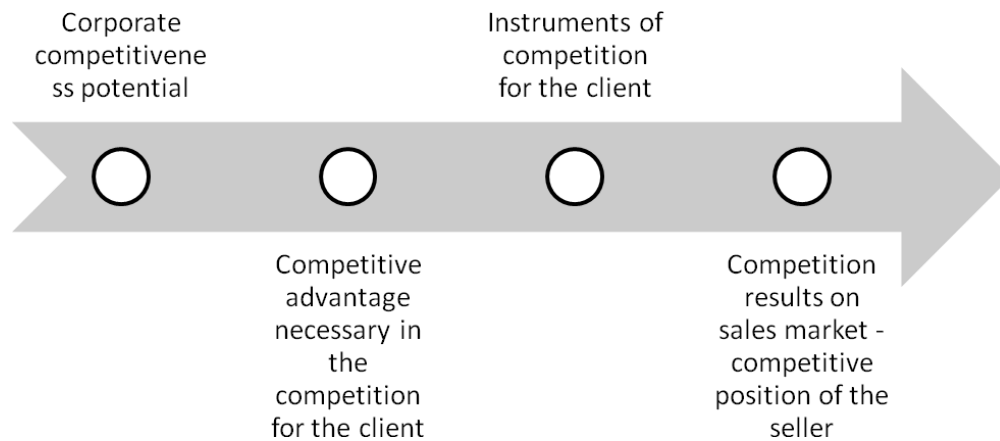 Corporate
competitivene
ss potential
Competitive
advantage
necessary in
the
competition
for the client
Instruments of
competition
for the client
Competition
results on
sales market -
competitive
position of the
seller